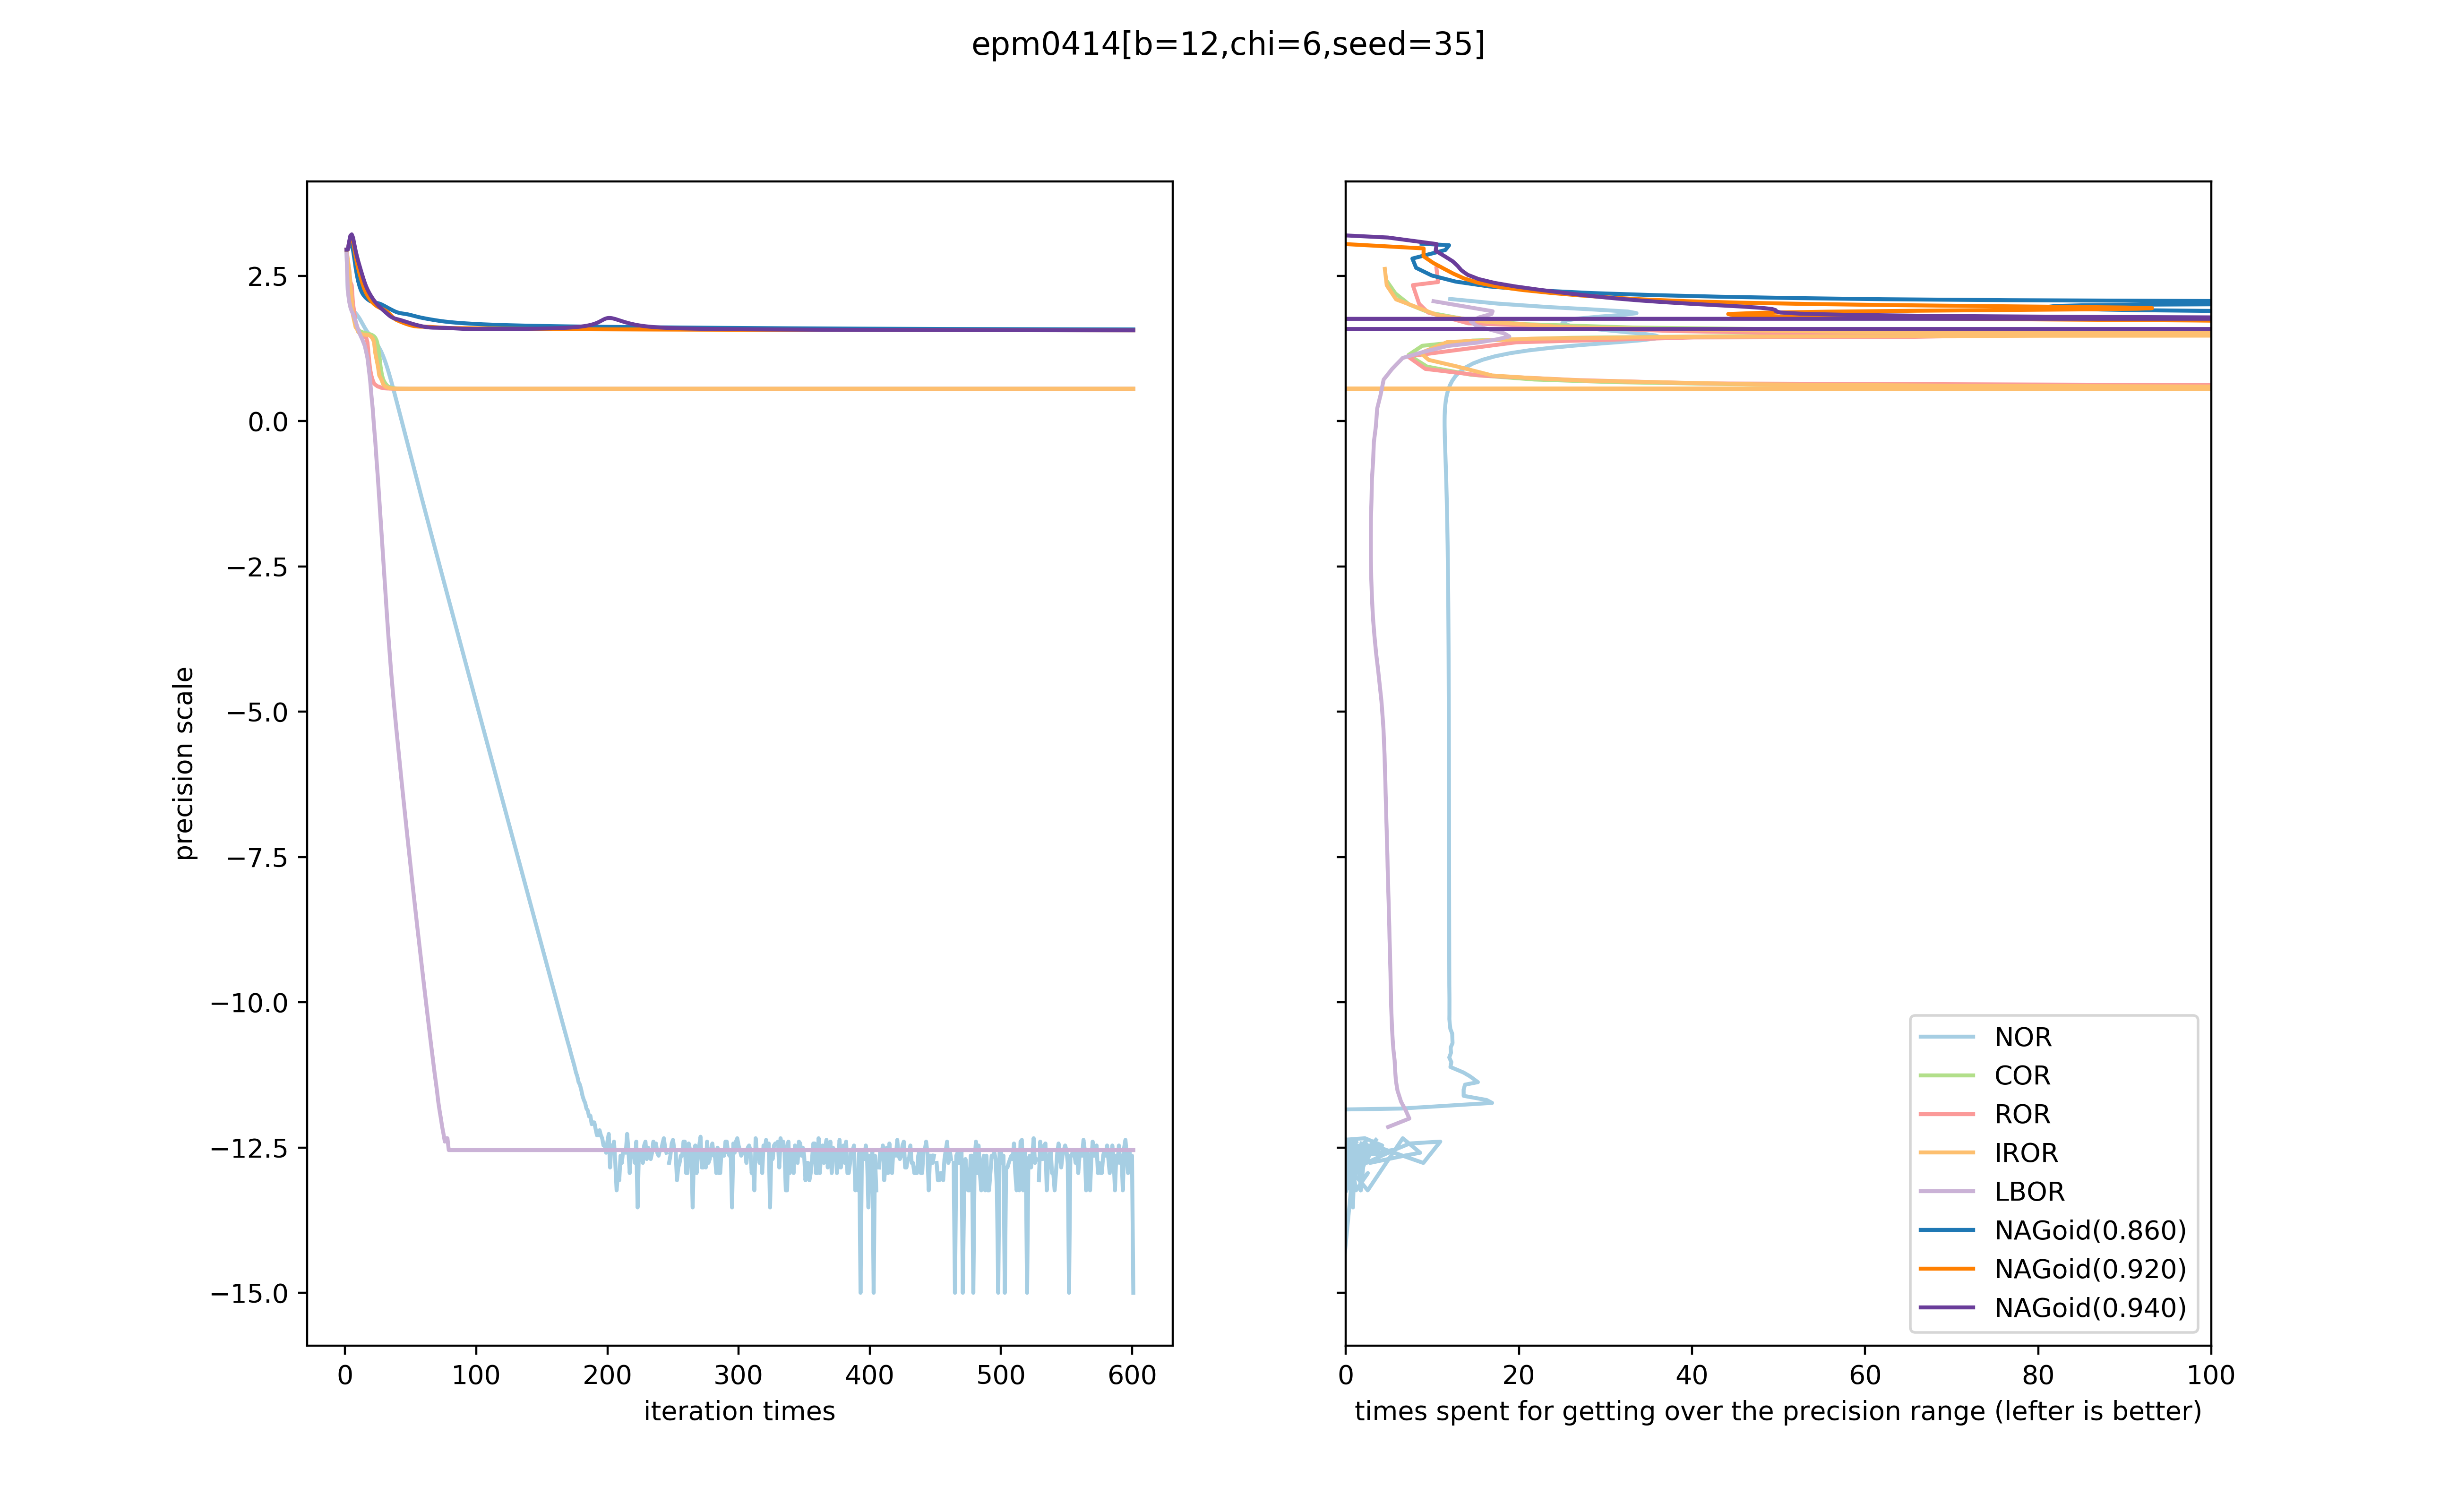 epm0414[b=12,chi=6,seed=35]
precision scale
2.5
0.0
−2.5
−5.0
−7.5
−10.0
−12.5
−15.0
0 100 200 300 400 500 600
iteration times
0 20 40 60 80 100
times spent for getting over the precision range (lefter is better)
NOR
COR
ROR
IROR
LBOR
NAGoid(0.860)
NAGoid(0.920)
NAGoid(0.940)